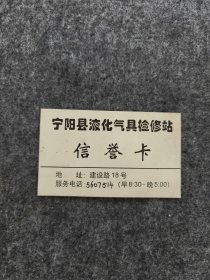 宁阳县液化气具检修站
信誉卡
地 址：建设路18号
服务电话：5607514（早8:30-晚5:00）